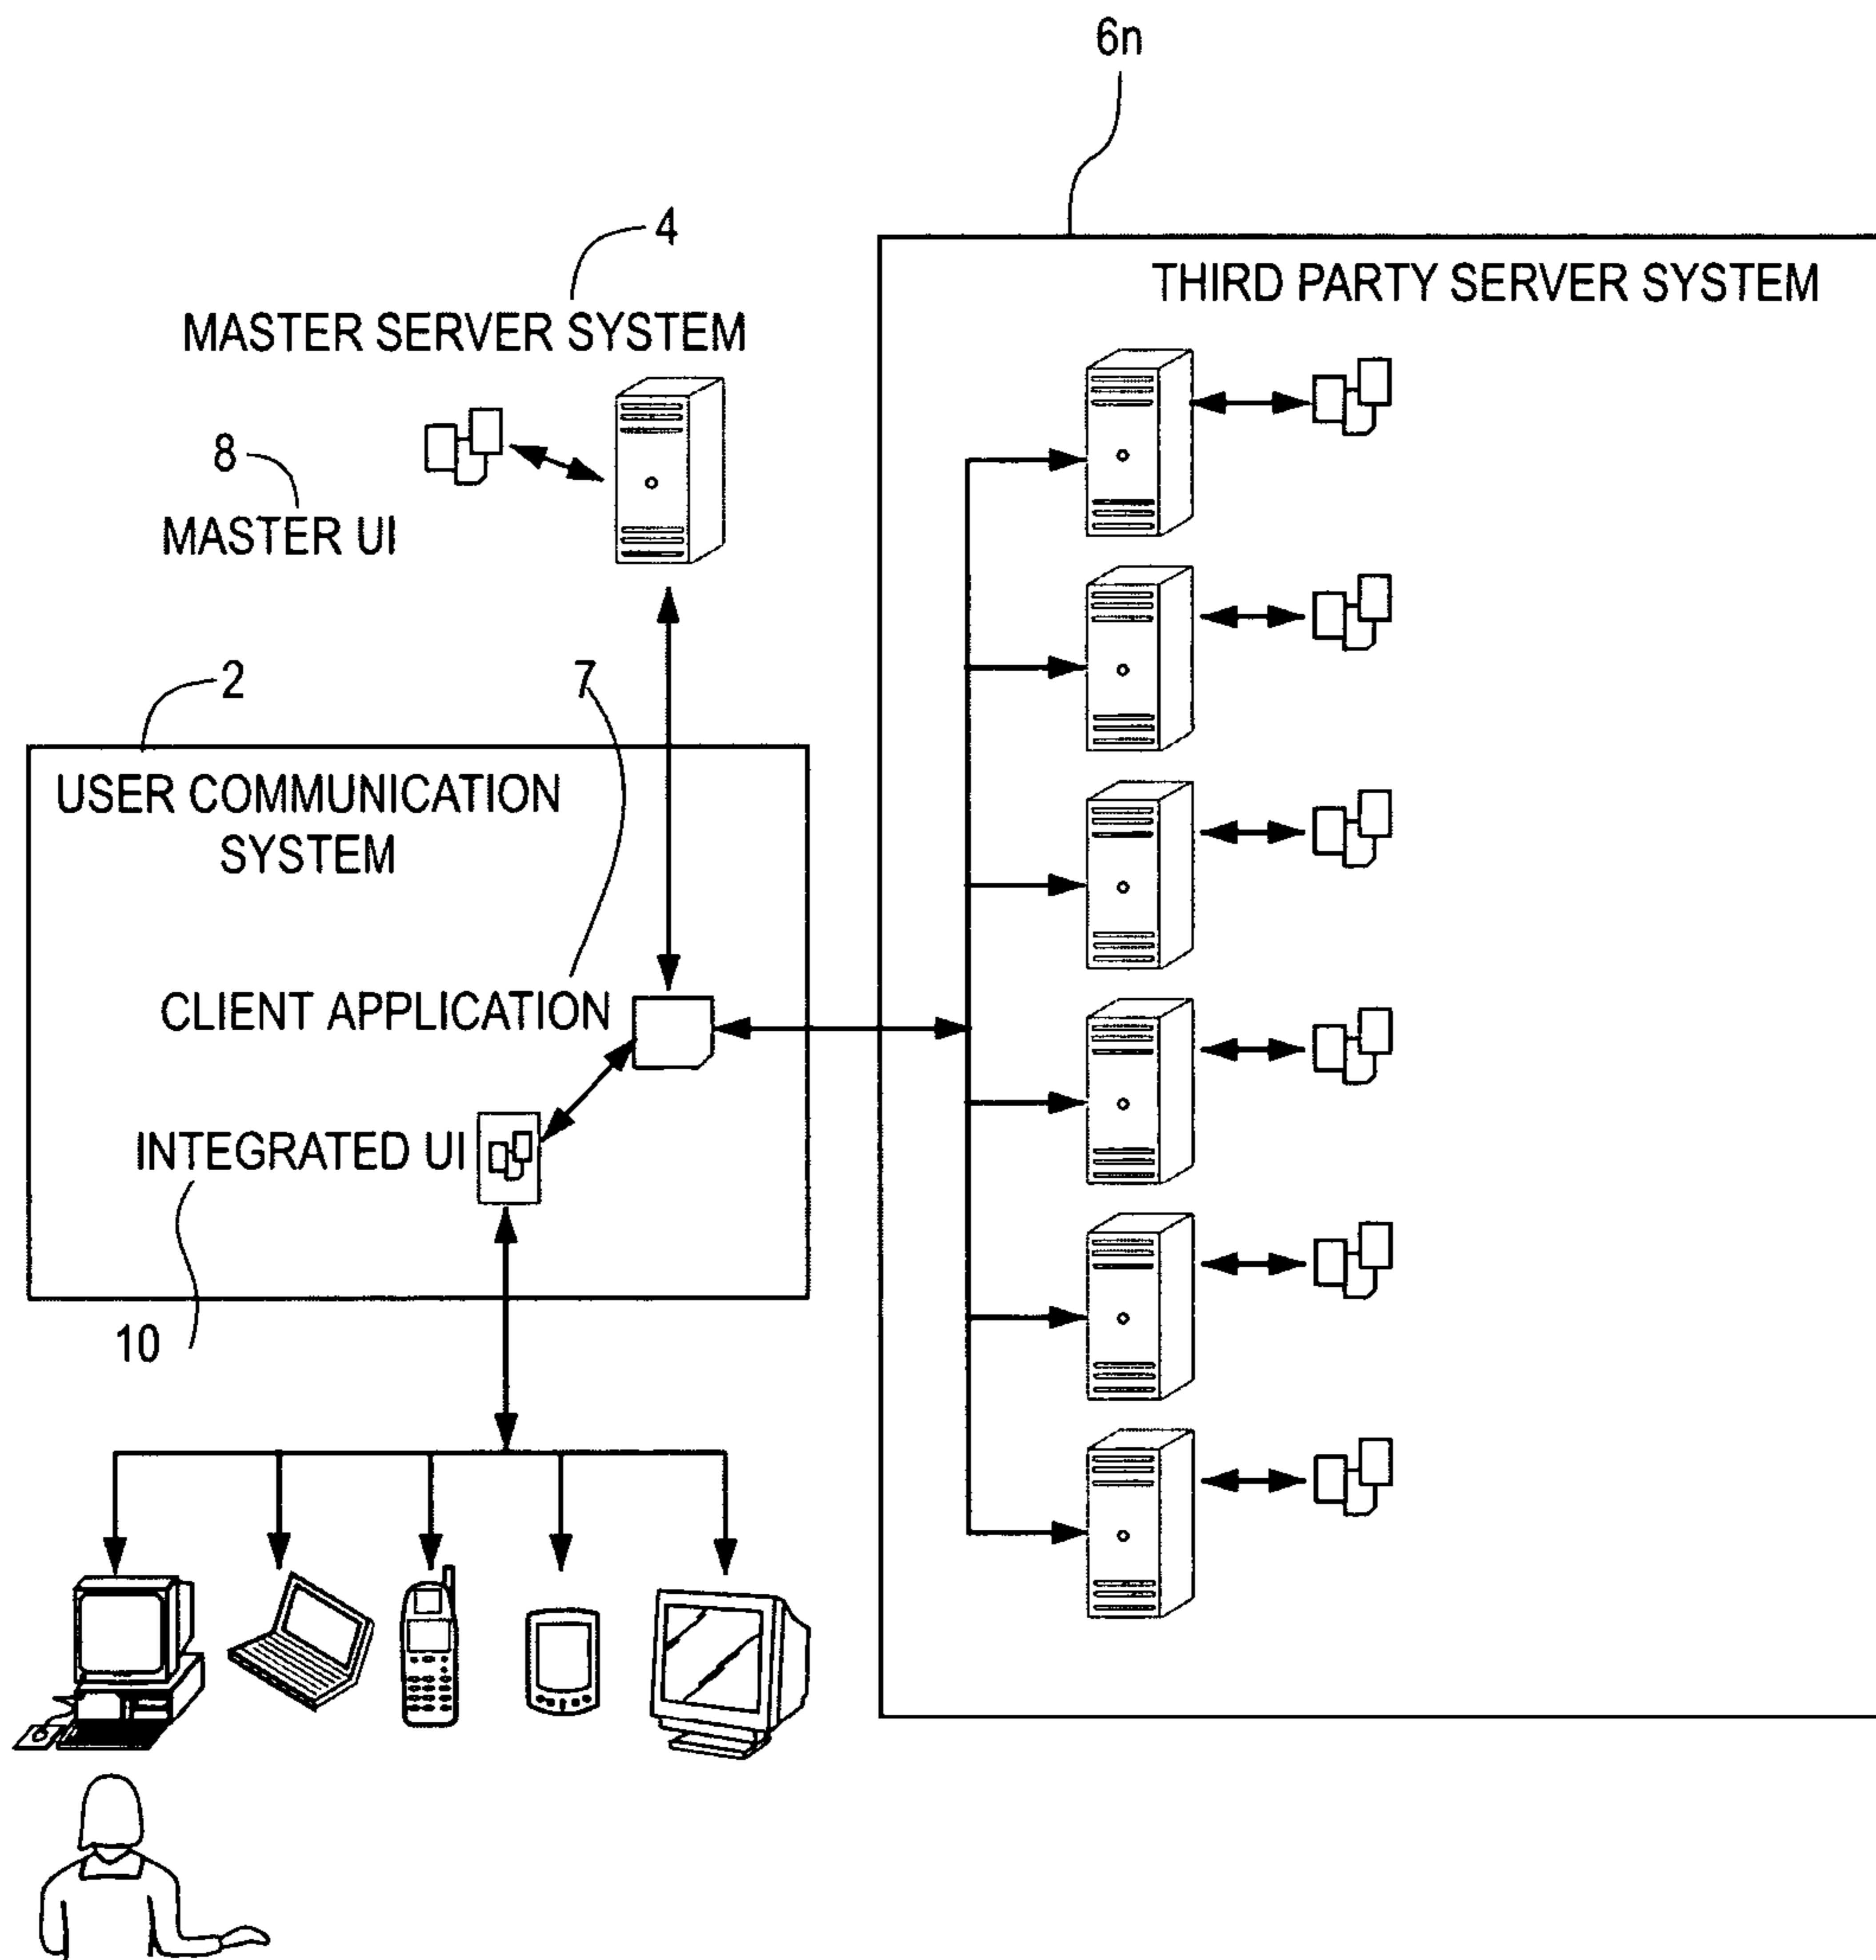 6n
THIRD PARTY SERVER SYSTEM
4
MASTER SERVER SYSTEM
8
MASTER UI
2
7
USER COMMUNICATION
SYSTEM
CLIENT APPLICATION
INTEGRATED UI
10